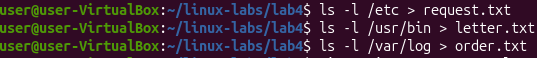 user@user-VirtualBox:~/linux-labs/lab4$ ls -l /etc > request.txt
user@user-VirtualBox:~/linux-labs/lab4$ ls -l /usr/bin > letter.txt
user@user-VirtualBox:~/linux-labs/lab4$ ls -l /var/log > order.txt